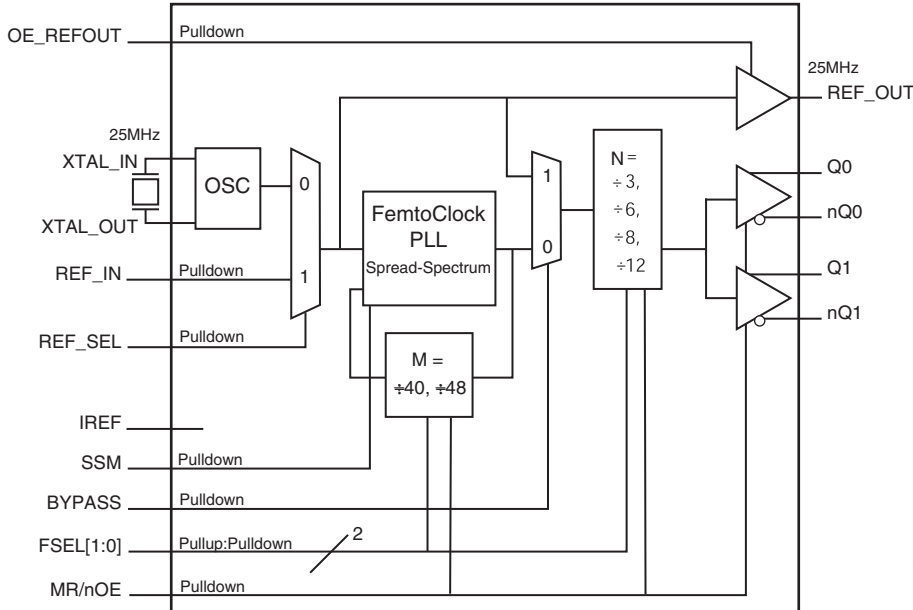 OE_REFOUT
Pulldown
25MHz
REF_OUT
25MHz
XTAL_IN
XTAL_OUT
OSC
0
1
REF_IN
Pulldown
REF_SEL
Pulldown
FemtoClock
PLL
Spread-Spectrum
M =
÷40, ÷48
1
0
N =
÷3,
÷6,
÷8,
÷12
Q0
nQ0
Q1
nQ1
IREF
SSM
Pulldown
BYPASS
Pulldown
FSEL[1:0]
Pullup:Pulldown
2
MR/nOE
Pulldown